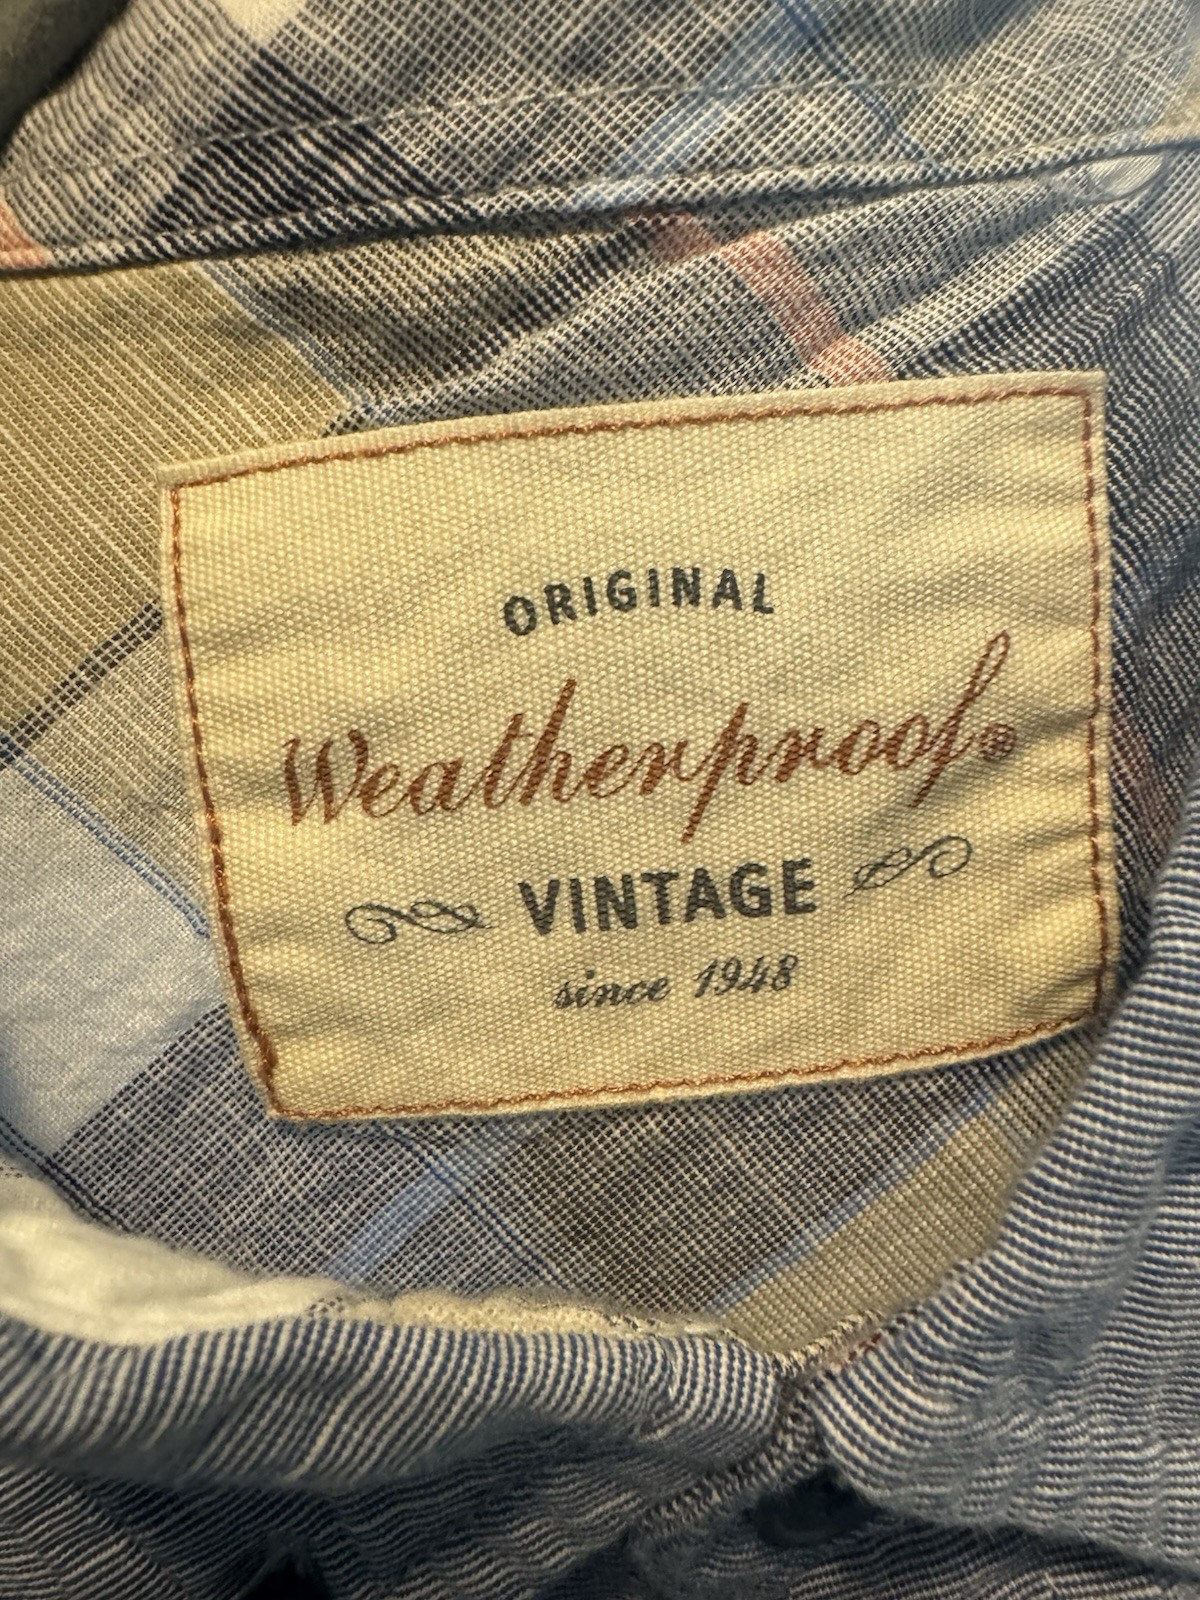 ORIGINAL
Weatherproof®
VINTAGE
since 1948